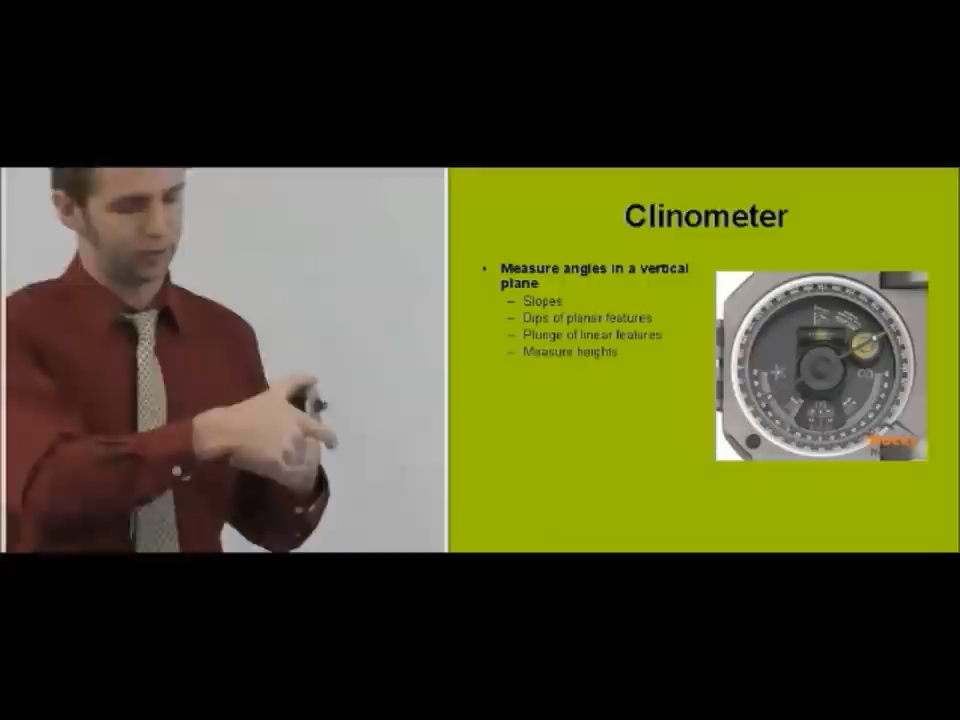 Clinometer
• Measure angles in a vertical
plane
– Slopes
– Dips of planar features
– Plunge of linear features
– Measure heights